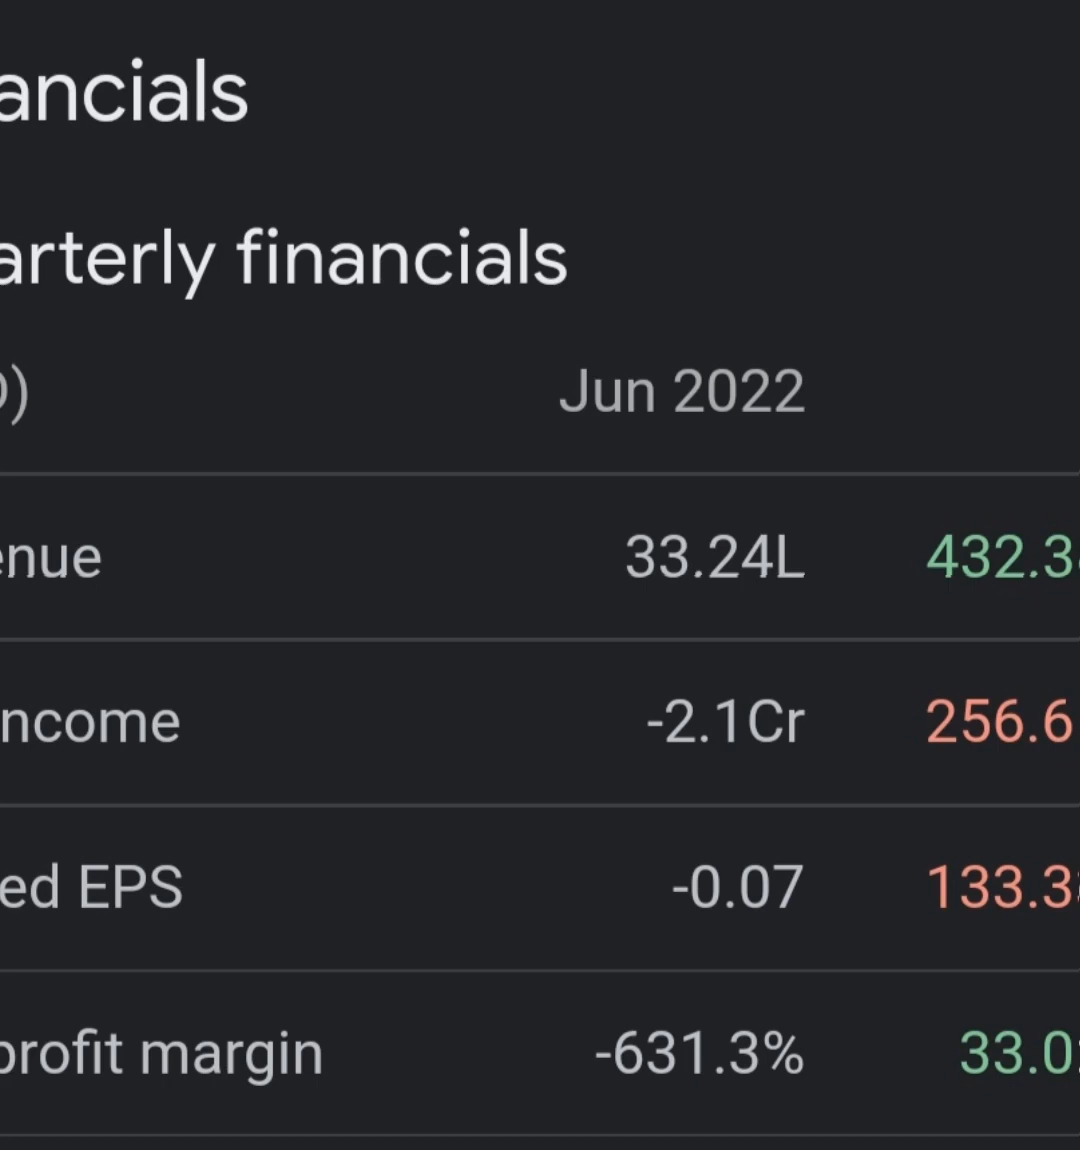 ancials
arterly financials
) Jun 2022
enue 33.24L 432.3
ncome -2.1Cr 256.6
ed EPS -0.07 133.3
profit margin -631.3% 33.0